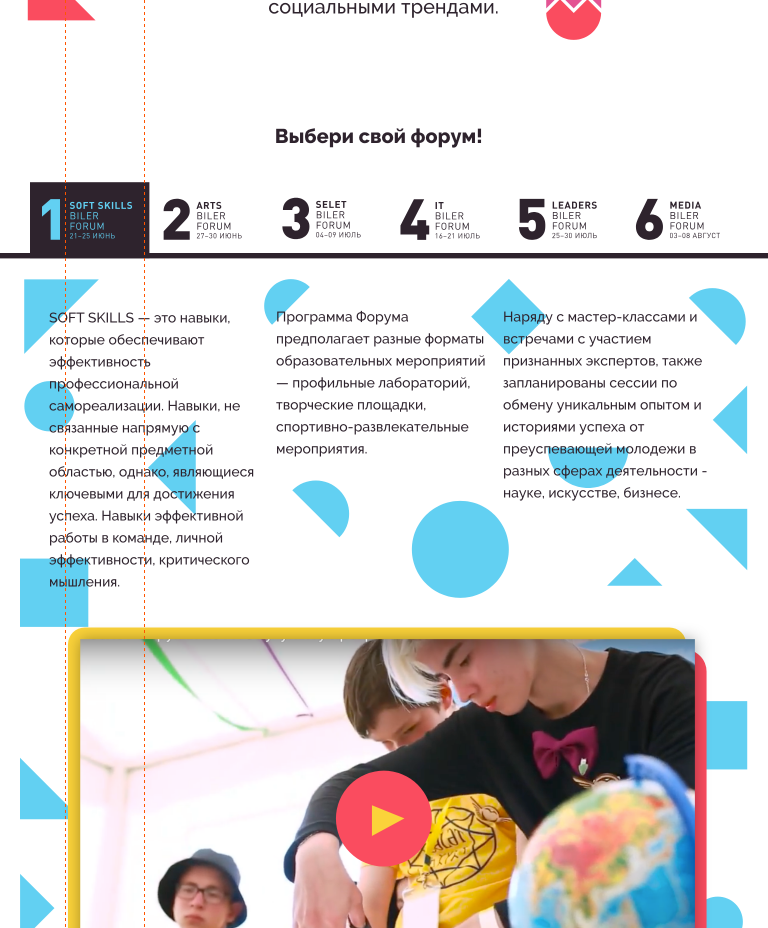 социальными трендами.
Выбери свой форум!
1 SOFT SKILLS
BILER
FORUM
21–25 ИЮНЬ
2 ARTS
BILER
FORUM
27–30 ИЮНЬ
3 SELET
BILER
FORUM
04–09 ИЮЛЬ
4 IT
BILER
FORUM
16–21 ИЮЛЬ
5 LEADERS
BILER
FORUM
25–30 ИЮЛЬ
6 MEDIA
BILER
FORUM
03–08 АВГУСТ
SOFT SKILLS — это навыки,
которые обеспечивают
эффективность
профессиональной
самореализации. Навыки, не
связанные напрямую с
конкретной предметной
областью, однако, являющиеся
ключевыми для достижения
успеха. Навыки эффективной
работы в команде, личной
эффективности, критического
мышления.
Программа Форума
предполагает разные форматы
образовательных мероприятий
— профильные лабораторий,
творческие площадки,
спортивно-развлекательные
мероприятия.
Наряду с мастер-классами и
встречами с участием
признанных экспертов, также
запланированы сессии по
обмену уникальным опытом и
историями успеха от
преуспевающей молодежи в
разных сферах деятельности -
науке, искусстве, бизнесе.